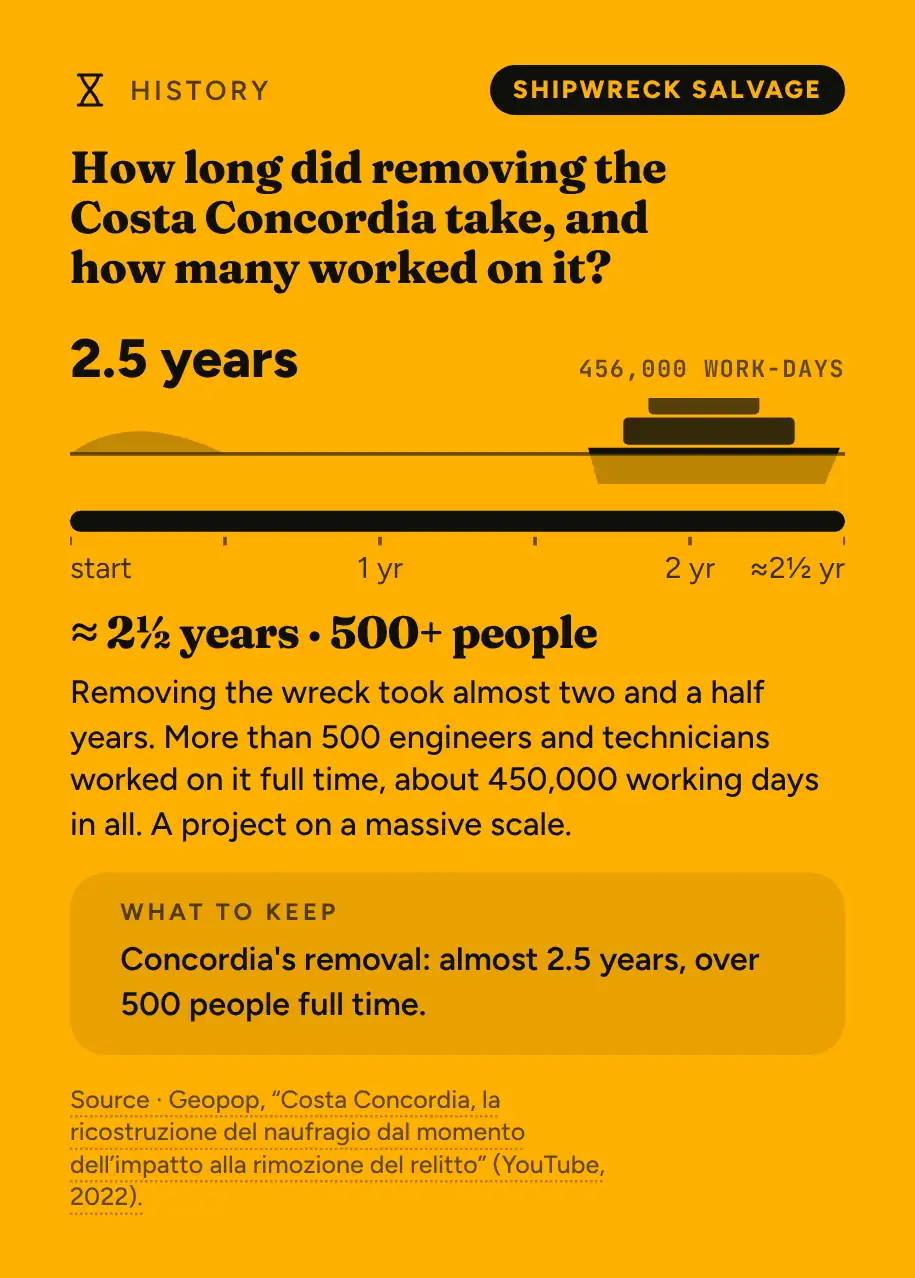 HISTORY
SHIPWRECK SALVAGE
How long did removing the
Costa Concordia take, and
how many worked on it?
2.5 years
456,000 WORK-DAYS
start
1 yr
2 yr
≈2½ yr
≈ 2½ years · 500+ people
Removing the wreck took almost two and a half
years. More than 500 engineers and technicians
worked on it full time, about 450,000 working days
in all. A project on a massive scale.
WHAT TO KEEP
Concordia's removal: almost 2.5 years, over
500 people full time.
Source · Geopop, “Costa Concordia, la
ricostruzione del naufragio dal momento
dell’impatto alla rimozione del relitto” (YouTube,
2022).